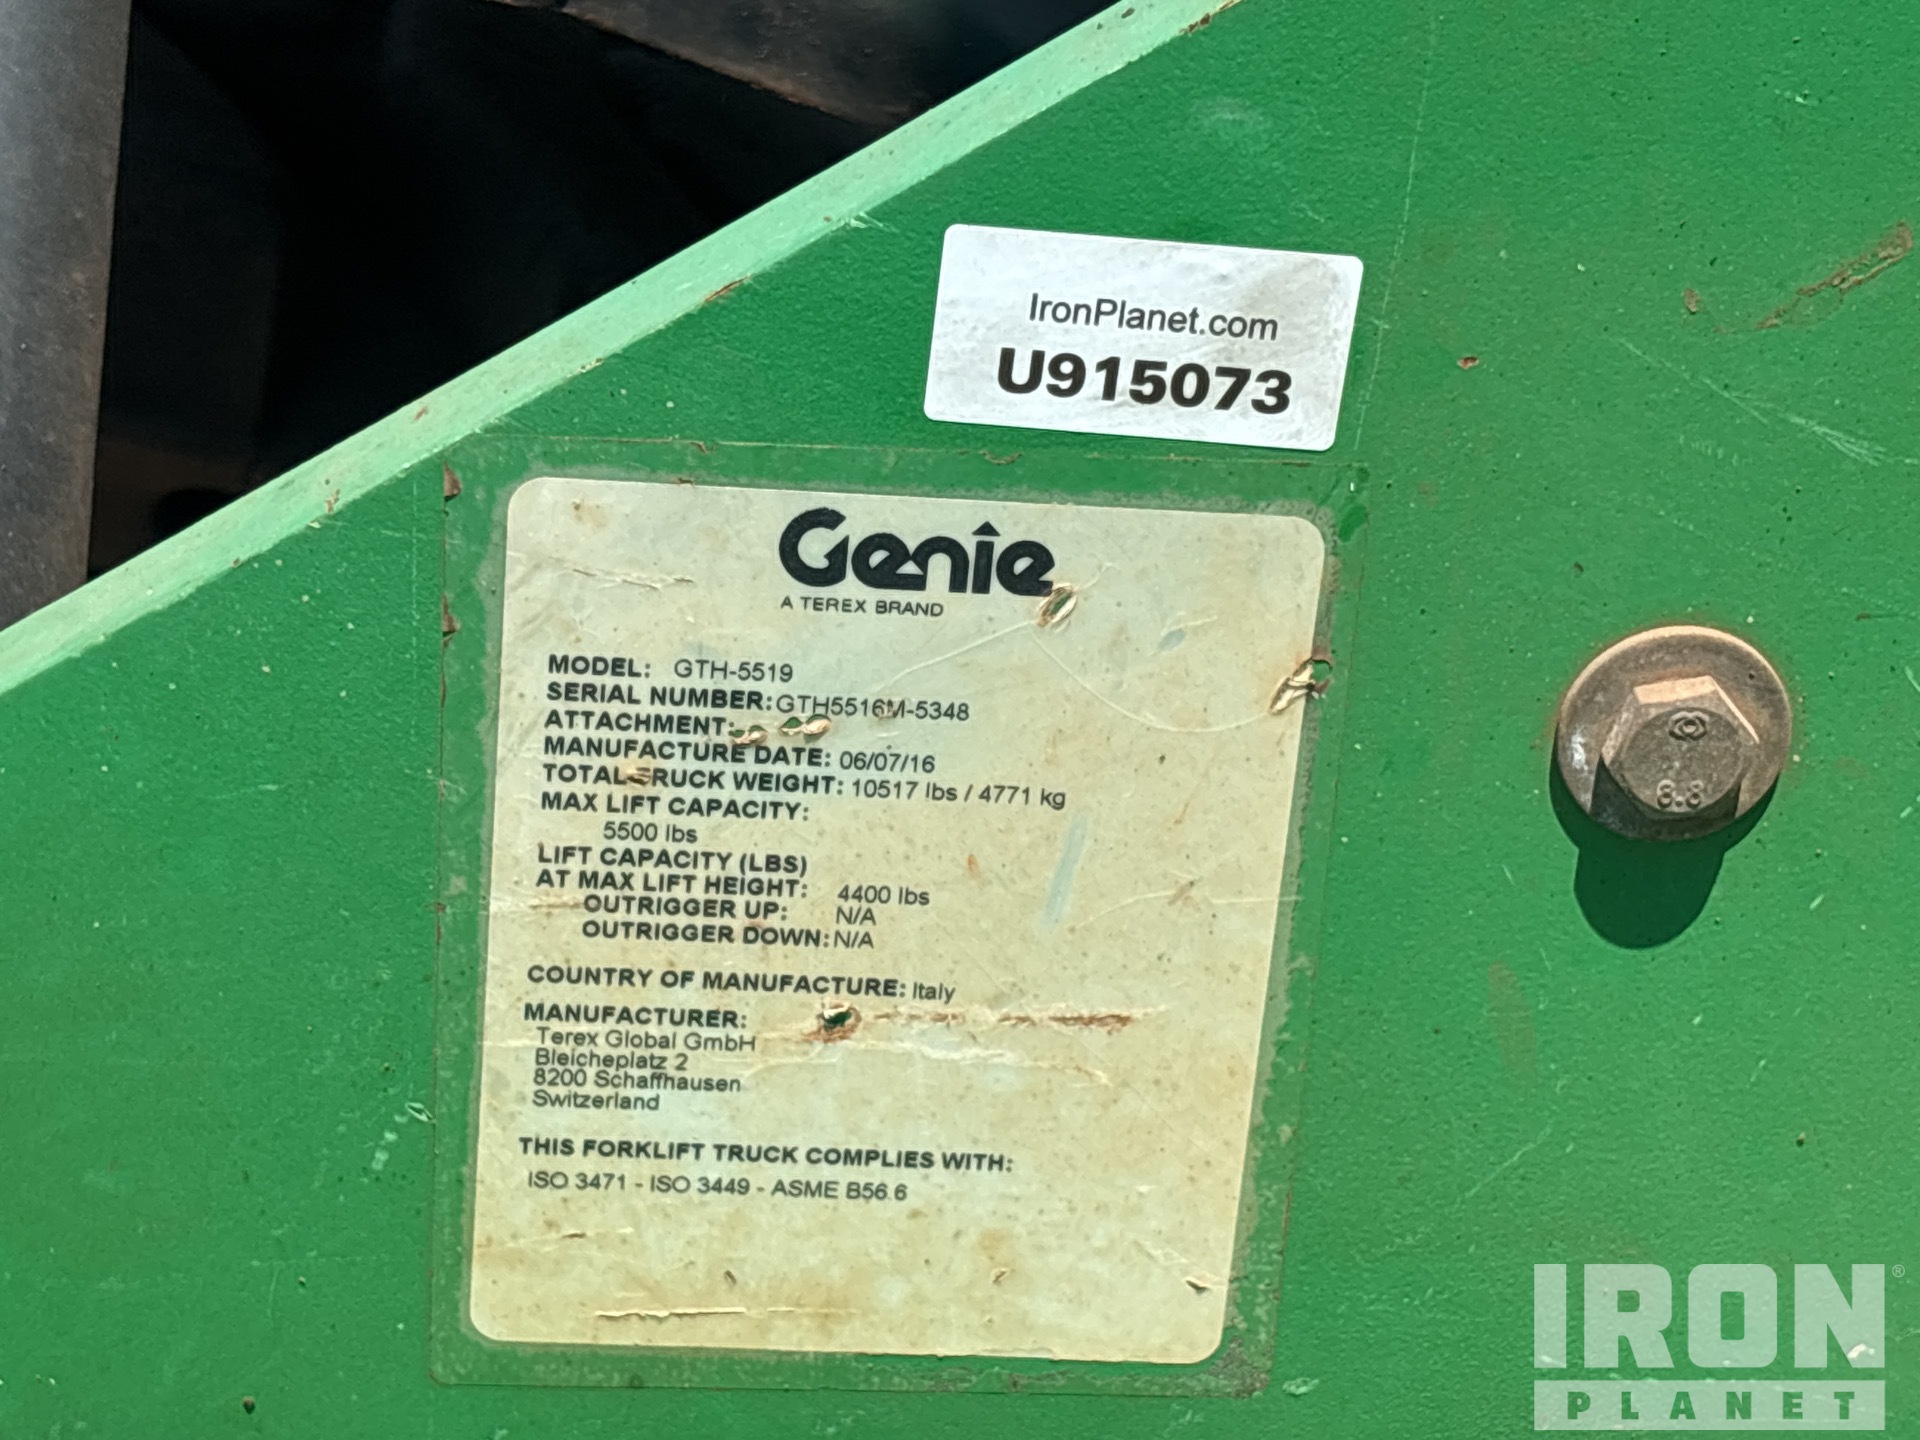 IronPlanet.com
U915073
Genie
A TEREX BRAND
MODEL: GTH-5519
SERIAL NUMBER: GTH5516M-5348
ATTACHMENT:
MANUFACTURE DATE: 06/07/16
TOTAL TRUCK WEIGHT: 10517 lbs / 4771 kg
MAX LIFT CAPACITY:
5500 lbs
LIFT CAPACITY (LBS)
AT MAX LIFT HEIGHT: 4400 lbs
OUTRIGGER UP: N/A
OUTRIGGER DOWN: N/A
COUNTRY OF MANUFACTURE: Italy
MANUFACTURER:
Terex Global GmbH
Bleicheplatz 2
8200 Schaffhausen
Switzerland
THIS FORKLIFT TRUCK COMPLIES WITH:
ISO 3471 - ISO 3449 - ASME B56.6
8.8
IRON®
PLANET